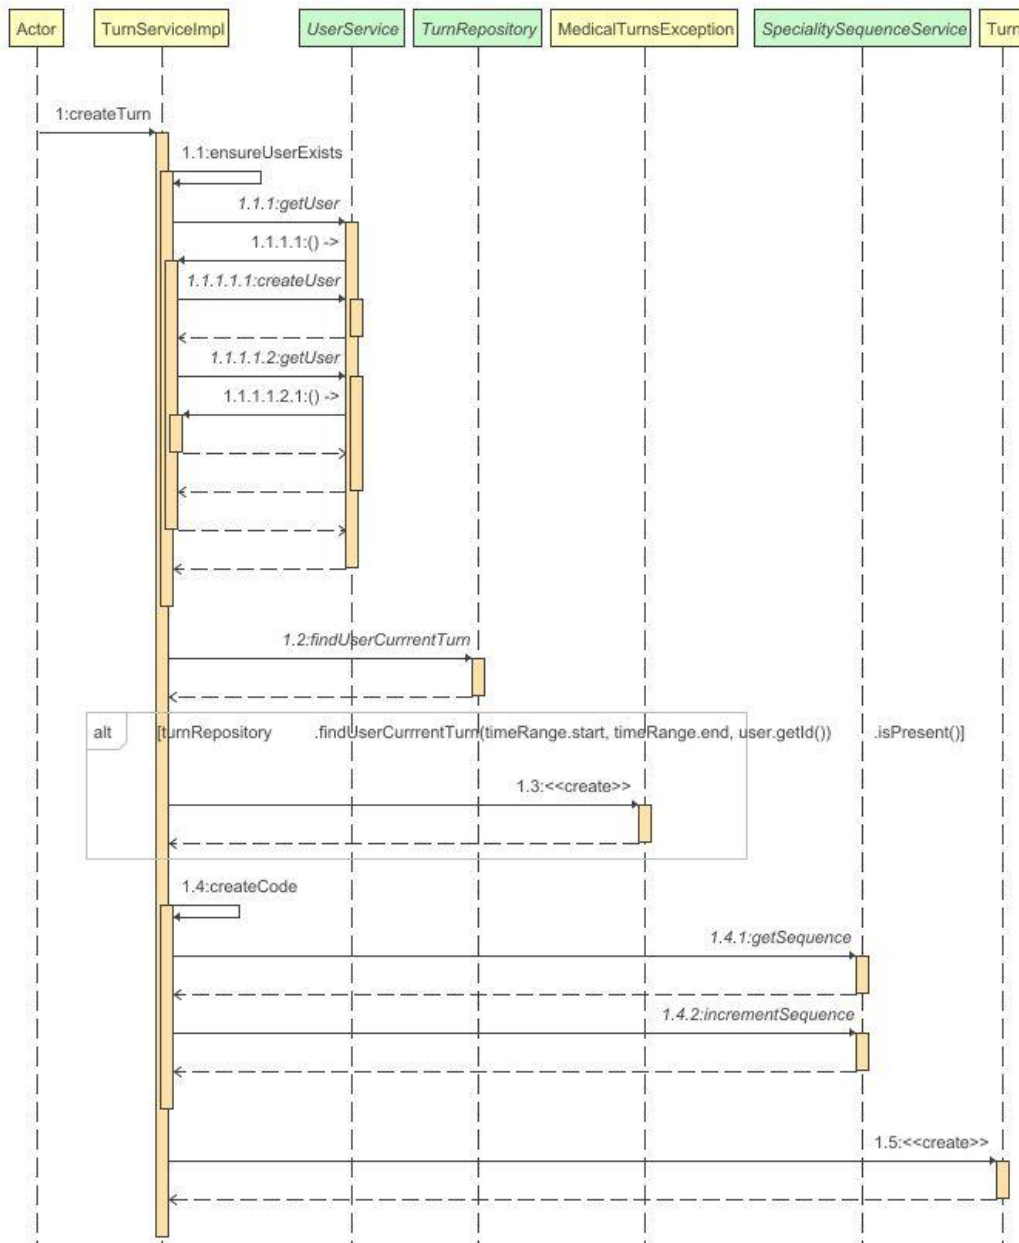 Actor TurnServiceImpl UserService TurnRepository MedicalTurnsException SpecialitySequenceService Turn
1:createTurn
1.1:ensureUserExists
1.1.1:getUser
1.1.1.1:() ->
1.1.1.1.1:createUser
1.1.1.1.2:getUser
1.1.1.1.2.1:() ->
1.2:findUserCurrrentTurn
alt [turnRepository .findUserCurrrentTurn(timeRange.start, timeRange.end, user.getId()) .isPresent()]
1.3:<<create>>
1.4:createCode
1.4.1:getSequence
1.4.2:incrementSequence
1.5:<<create>>